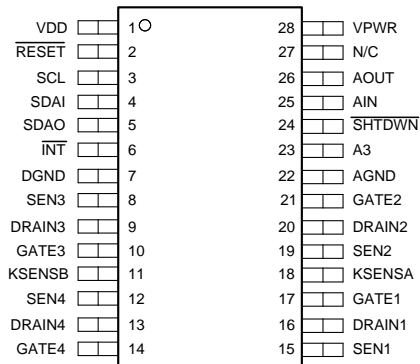 VDD 1 28 VPWR
RESET 2 27 N/C
SCL 3 26 AOUT
SDAI 4 25 AIN
SDAO 5 24 SHTDWN
INT 6 23 A3
DGND 7 22 AGND
SEN3 8 21 GATE2
DRAIN3 9 20 DRAIN2
GATE3 10 19 SEN2
KSENSB 11 18 KSENSA
SEN4 12 17 GATE1
DRAIN4 13 16 DRAIN1
GATE4 14 15 SEN1